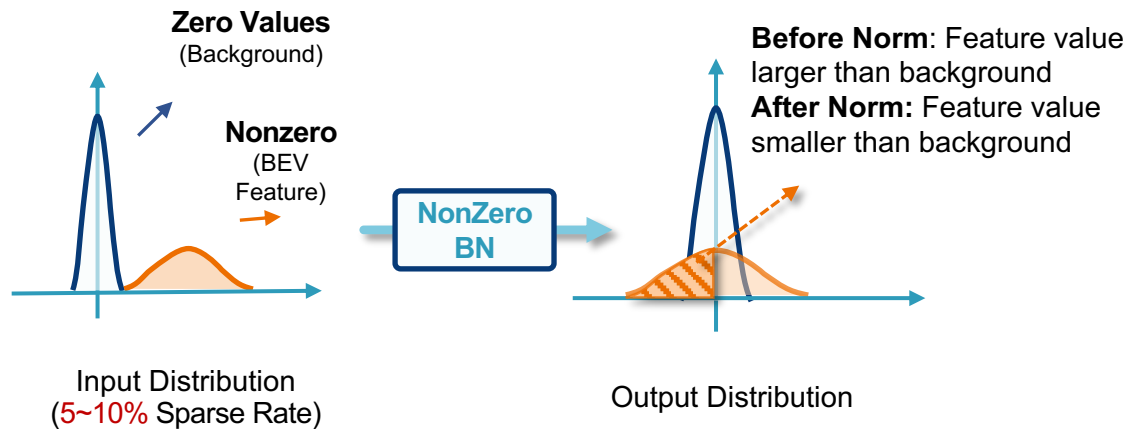 Zero Values
(Background)
Nonzero
(BEV
Feature)
Input Distribution
(5~10% Sparse Rate)
NonZero
BN
Before Norm: Feature value
larger than background
After Norm: Feature value
smaller than background
Output Distribution